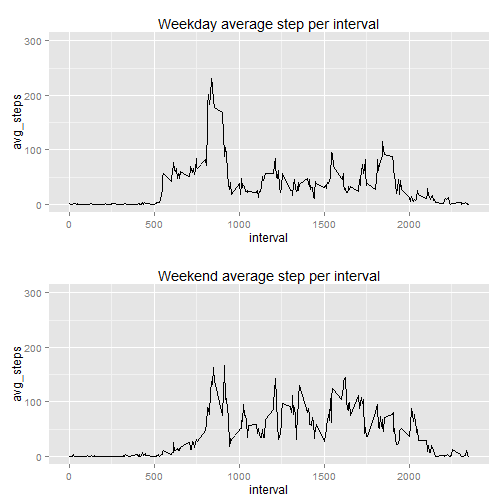 Weekday average step per interval
300
200
100
0
avg_steps
0 500 1000 1500 2000
interval
Weekend average step per interval
300
200
100
0
avg_steps
0 500 1000 1500 2000
interval